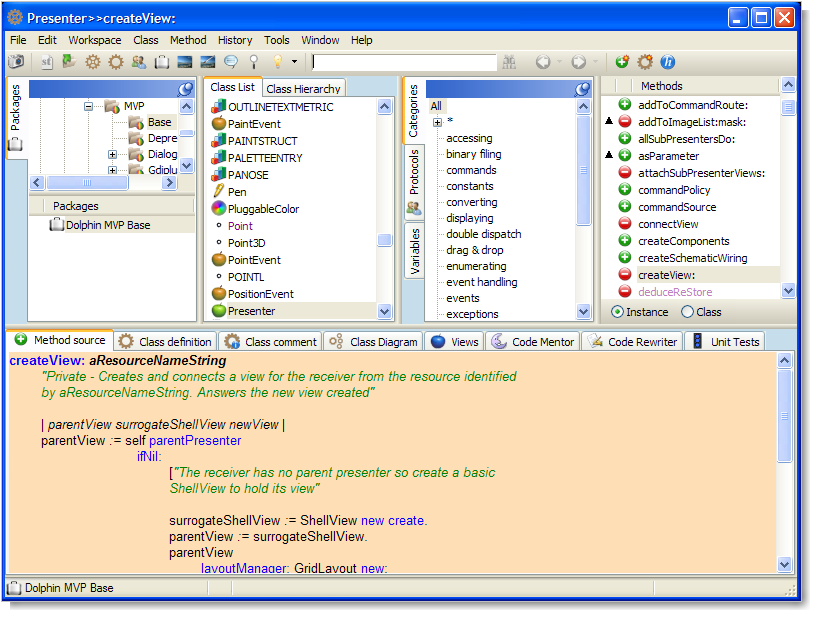 Presenter>>createView:
File Edit Workspace Class Method History Tools Window Help
Packages
MVP
Base
Depre
Dialog
Gdiplu
Packages
Dolphin MVP Base
Class List
Class Hierarchy
OUTLINETEXTMETRIC
PaintEvent
PAINTSTRUCT
PALETTEENTRY
PANOSE
Pen
PluggableColor
Point
Point3D
PointEvent
POINTL
PositionEvent
Presenter
Categories
Protocols
Variables
All
*
accessing
binary filing
commands
constants
converting
displaying
double dispatch
drag & drop
enumerating
event handling
events
exceptions
Methods
addToCommandRoute:
addToImageList:mask:
allSubPresentersDo:
asParameter
attachSubPresenterViews:
commandPolicy
commandSource
connectView
createComponents
createSchematicWiring
createView:
deduceReStore
Instance Class
Method source Class definition Class comment Class Diagram Views Code Mentor Code Rewriter Unit Tests
createView: aResourceNameString
"Private - Creates and connects a view for the receiver from the resource identified
by aResourceNameString. Answers the new view created"
| parentView surrogateShellView newView |
parentView := self parentPresenter
ifNil:
["The receiver has no parent presenter so create a basic
ShellView to hold its view"
surrogateShellView := ShellView new create.
parentView := surrogateShellView.
parentView
layoutManager: GridLayout new;
Dolphin MVP Base